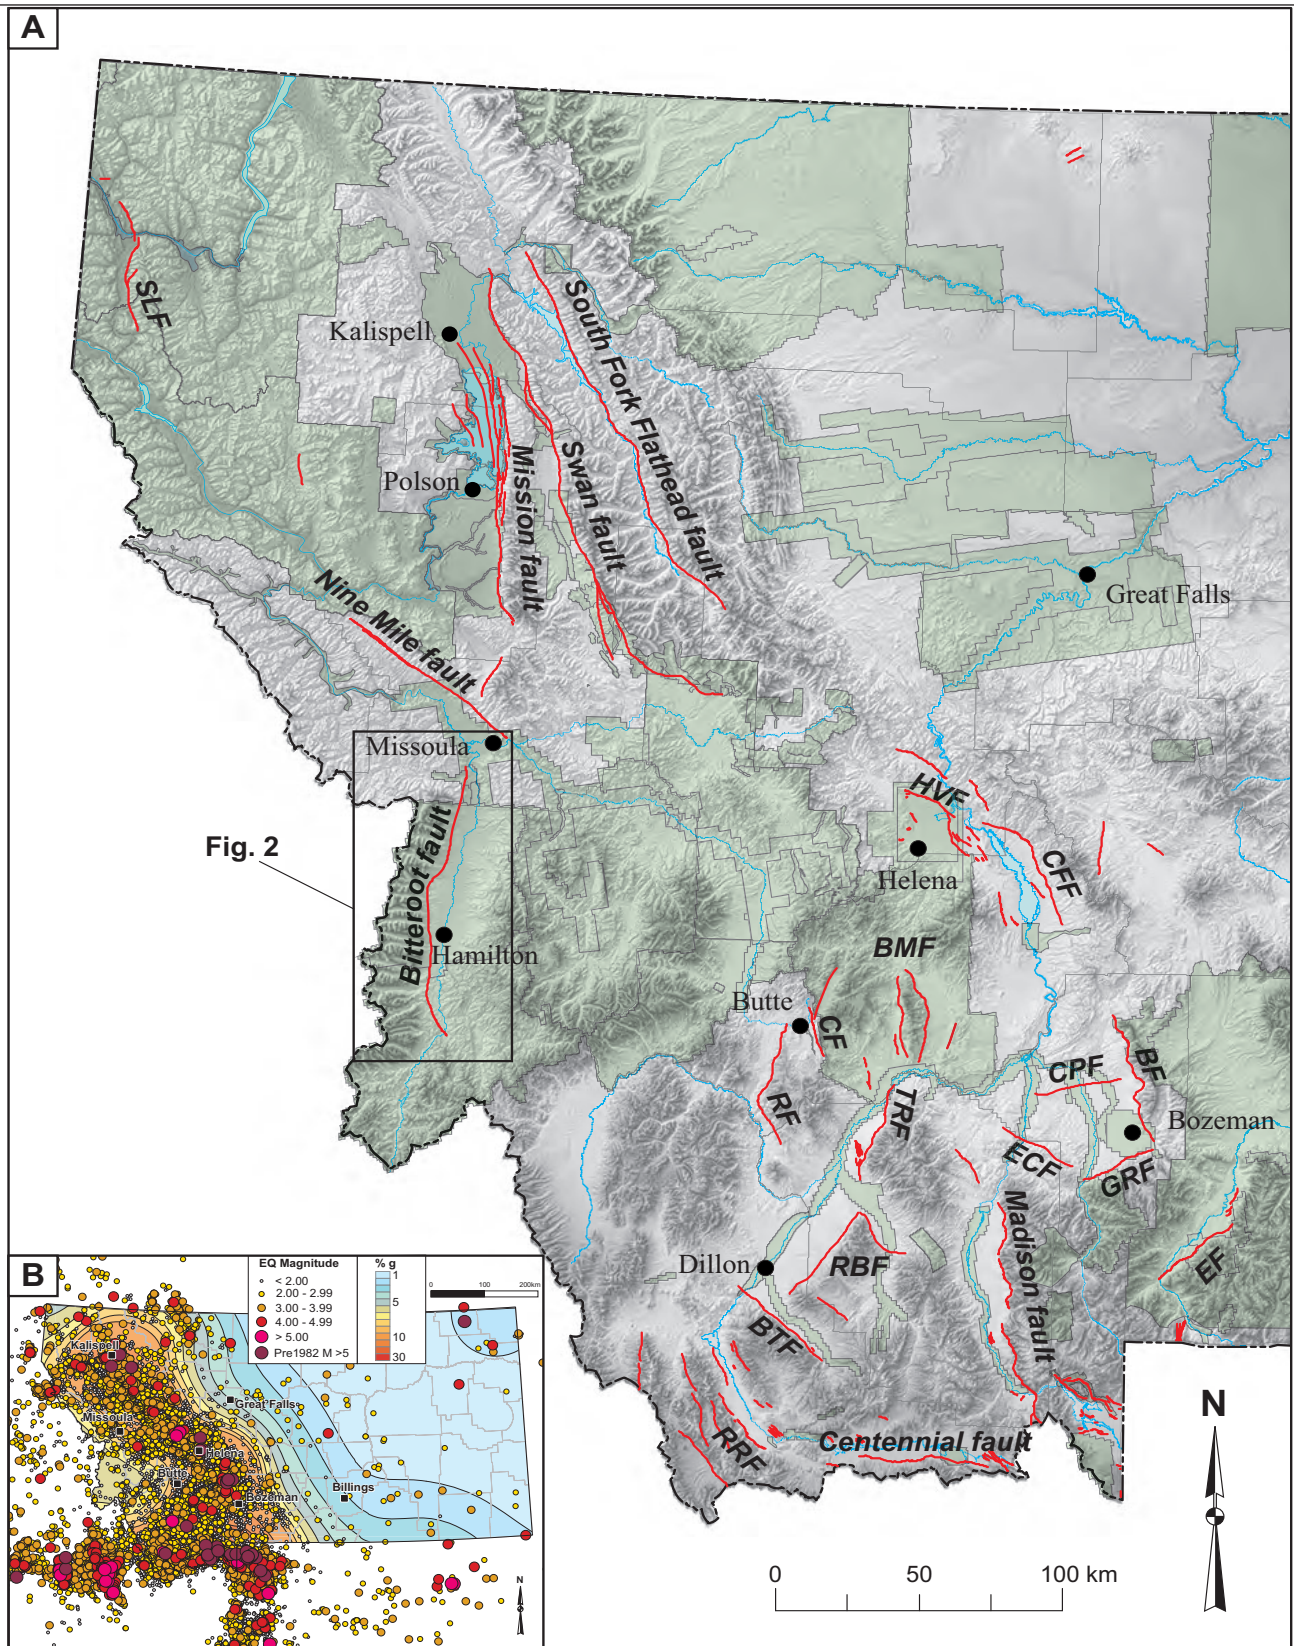 A
SLF
Kalispell
South Fork Flathead fault
Polson
Mission fault
Swan fault
Great Falls
Nine Mile fault
Missoula
Fig. 2
Bitteroot fault
Hamilton
HVF
Helena
CFF
BMF
Butte
CF
RF
TRF
CPF
BF
Bozeman
ECF
GRF
Madison fault
EF
Dillon
RBF
BTF
RRF
Centennial fault
N
0 50 100 km
B
EQ Magnitude
< 2.00
2.00 - 2.99
3.00 - 3.99
4.00 - 4.99
> 5.00
Pre1982 M >5
% g
1
5
10
30
0 100 200km
Kalispell
Great Falls
Missoula
Helena
Butte
Bozeman
Billings
N